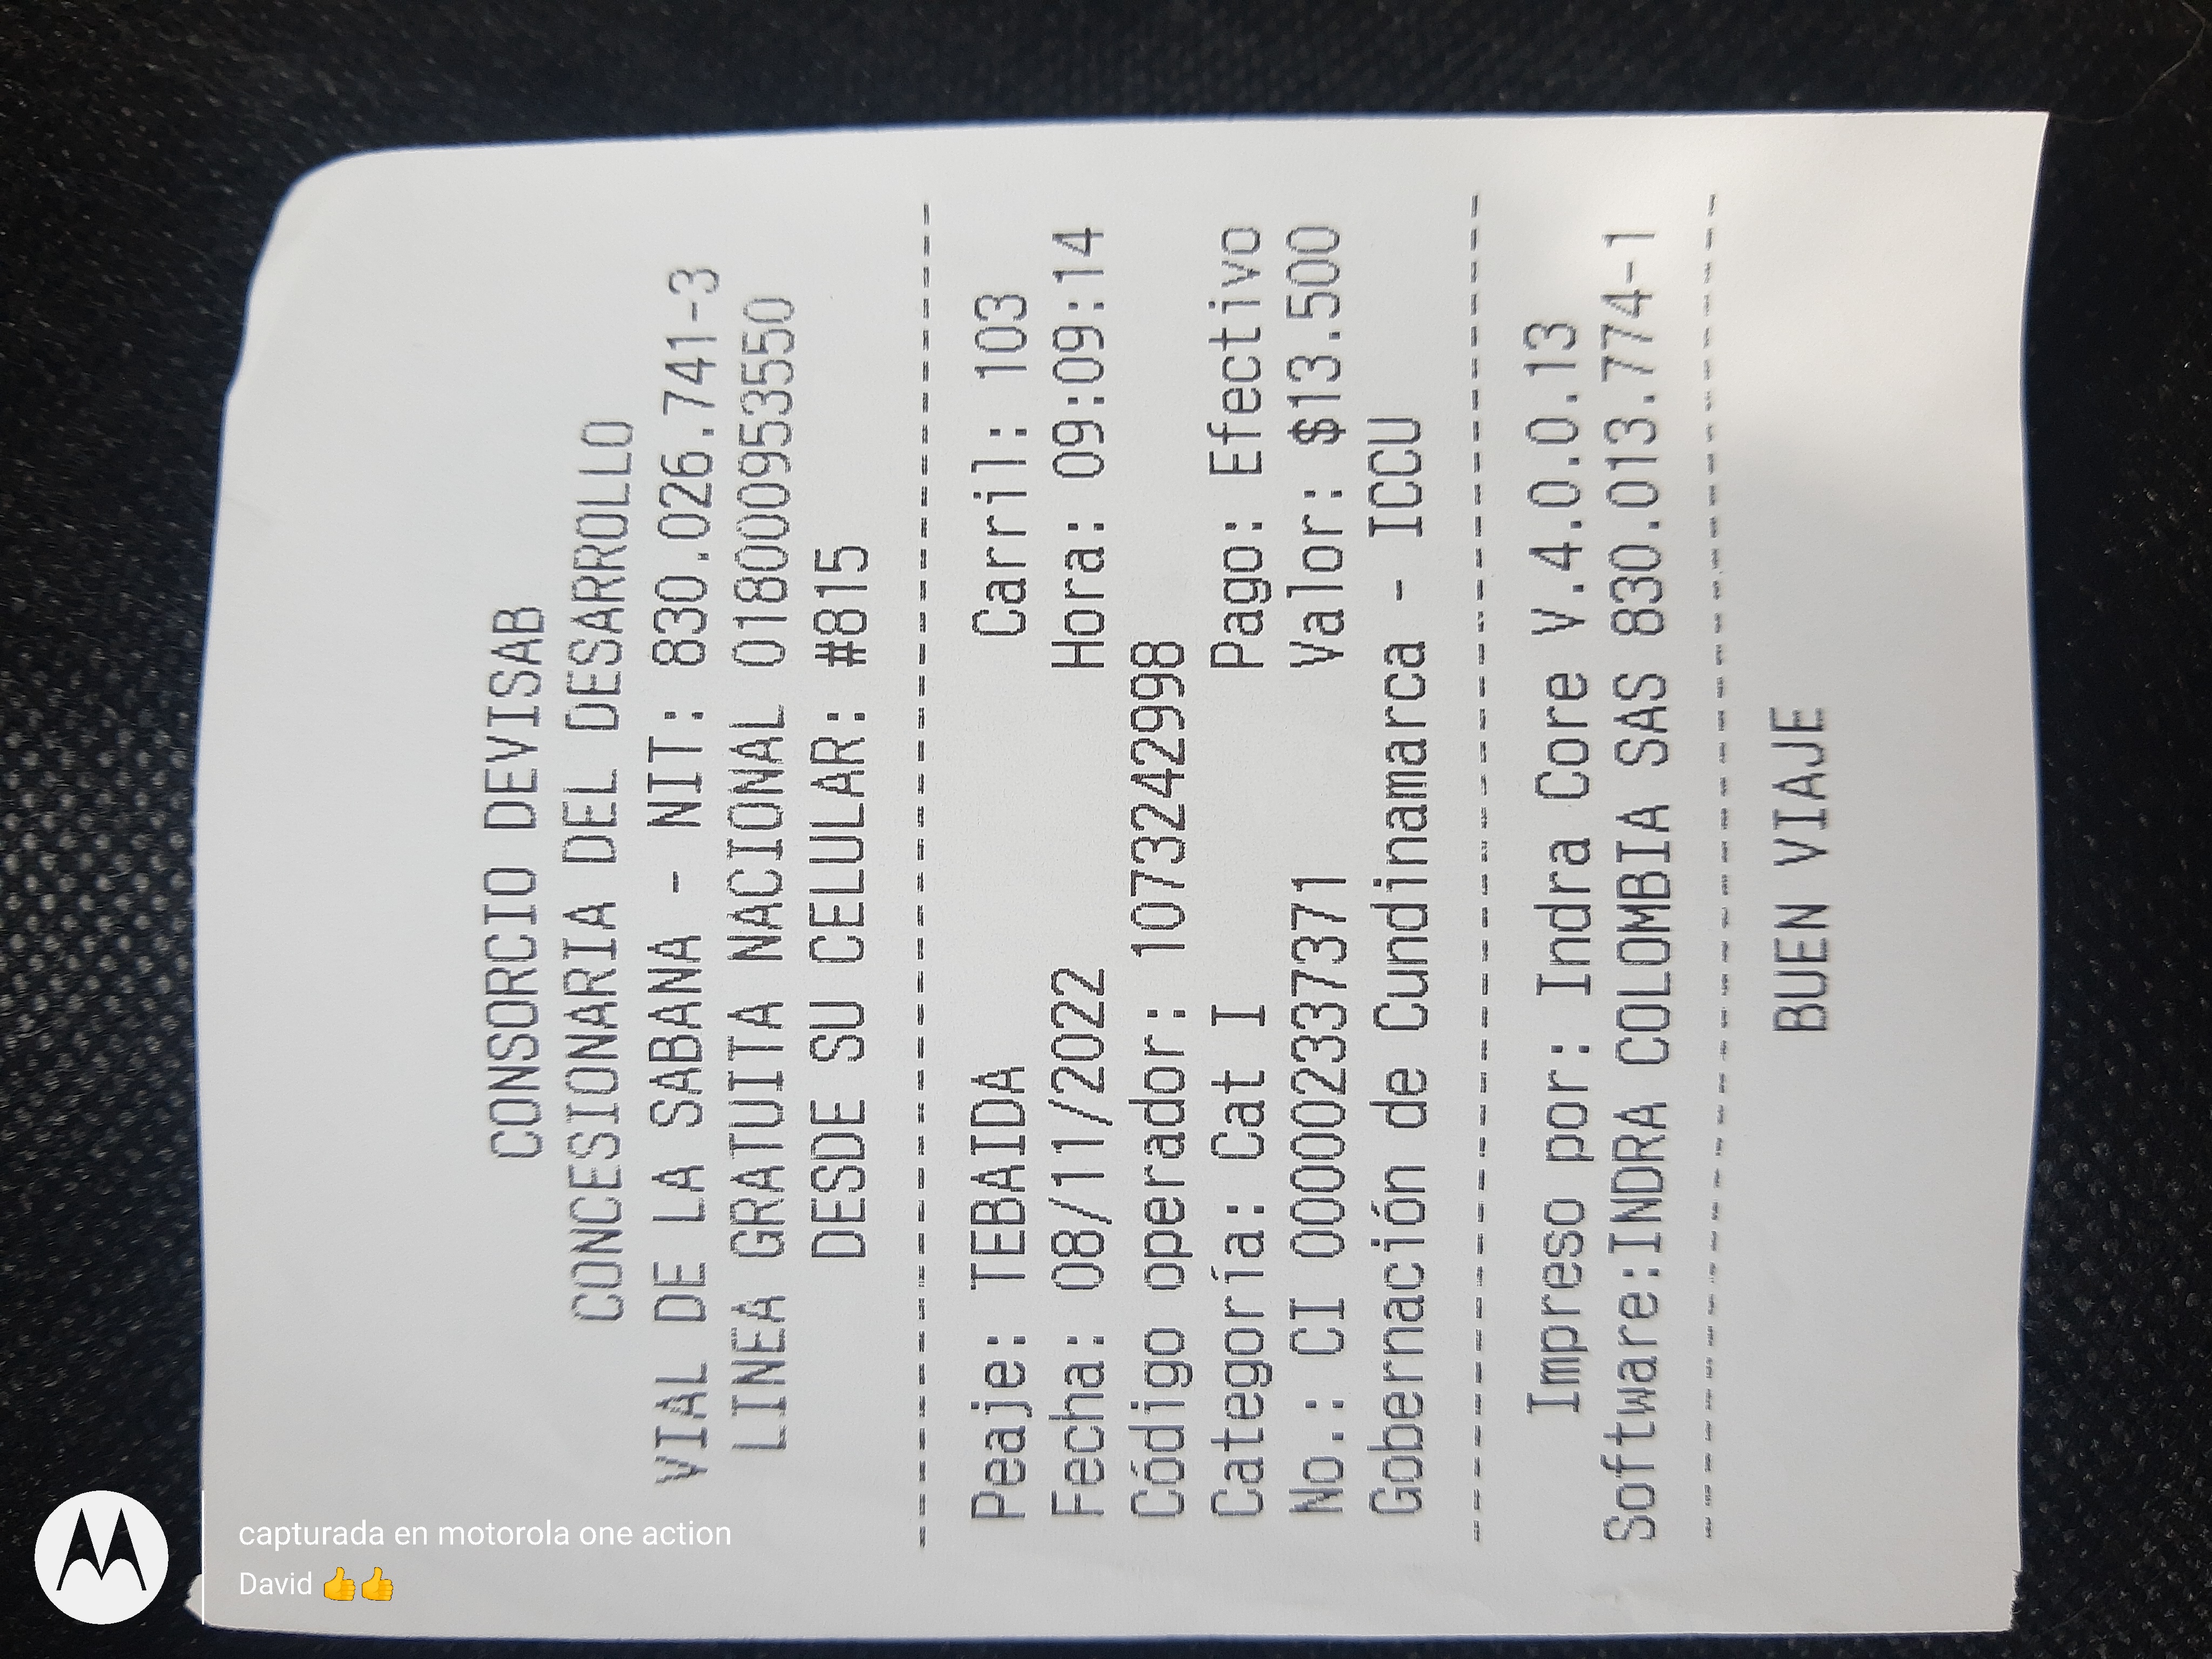 CONSORCIO DEVISAB
CONCESIONARIA DEL DESARROLLO
VIAL DE LA SABANA - NIT: 830.026.741-3
LINEA GRATUITA NACIONAL 018000953550
DESDE SU CELULAR: #815
Peaje: TEBAIDA Carril: 103
Fecha: 08/11/2022 Hora: 09:09:14
Código operador: 1073242998
Categoría: Cat I Pago: Efectivo
No.: CI 00002337371 Valor: $13.500
Gobernación de Cundinamarca - ICCU
Impreso por: Indra Core V.4.0.0.13
Software:INDRA COLOMBIA SAS 830.013.774-1
BUEN VIAJE
capturada en motorola one action
David 👍👍